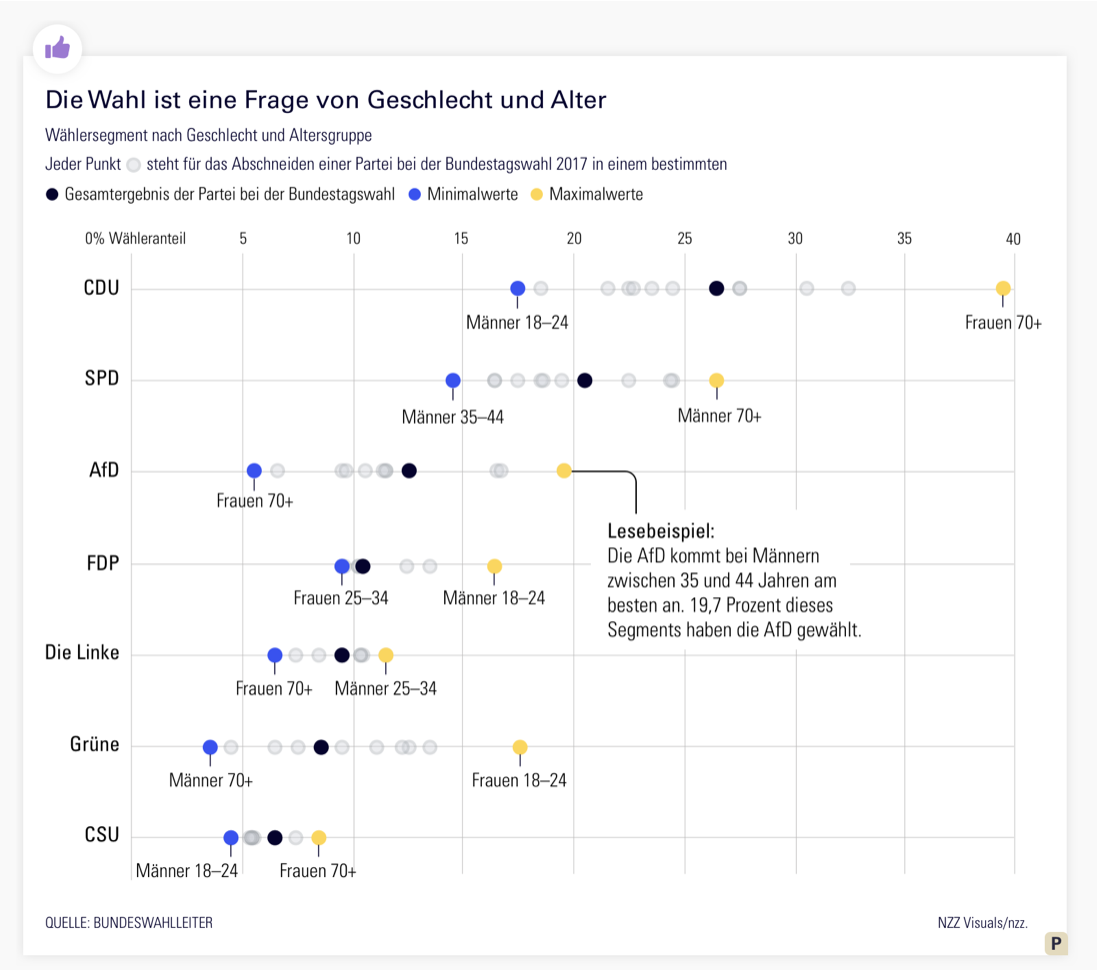 Die Wahl ist eine Frage von Geschlecht und Alter
Wählersegment nach Geschlecht und Altersgruppe
Jeder Punkt steht für das Abschneiden einer Partei bei der Bundestagswahl 2017 in einem bestimmten
Gesamtergebnis der Partei bei der Bundestagswahl Minimalwerte Maximalwerte
0% Wähleranteil 5 10 15 20 25 30 35 40
CDU
Männer 18–24 Frauen 70+
SPD
Männer 35–44 Männer 70+
AfD
Frauen 70+
Lesebeispiel:
Die AfD kommt bei Männern
zwischen 35 und 44 Jahren am
besten an. 19,7 Prozent dieses
Segments haben die AfD gewählt.
FDP
Frauen 25–34 Männer 18–24
Die Linke
Frauen 70+ Männer 25–34
Grüne
Männer 70+ Frauen 18–24
CSU
Männer 18–24 Frauen 70+
QUELLE: BUNDESWAHLLEITER NZZ Visuals/nzz.
P